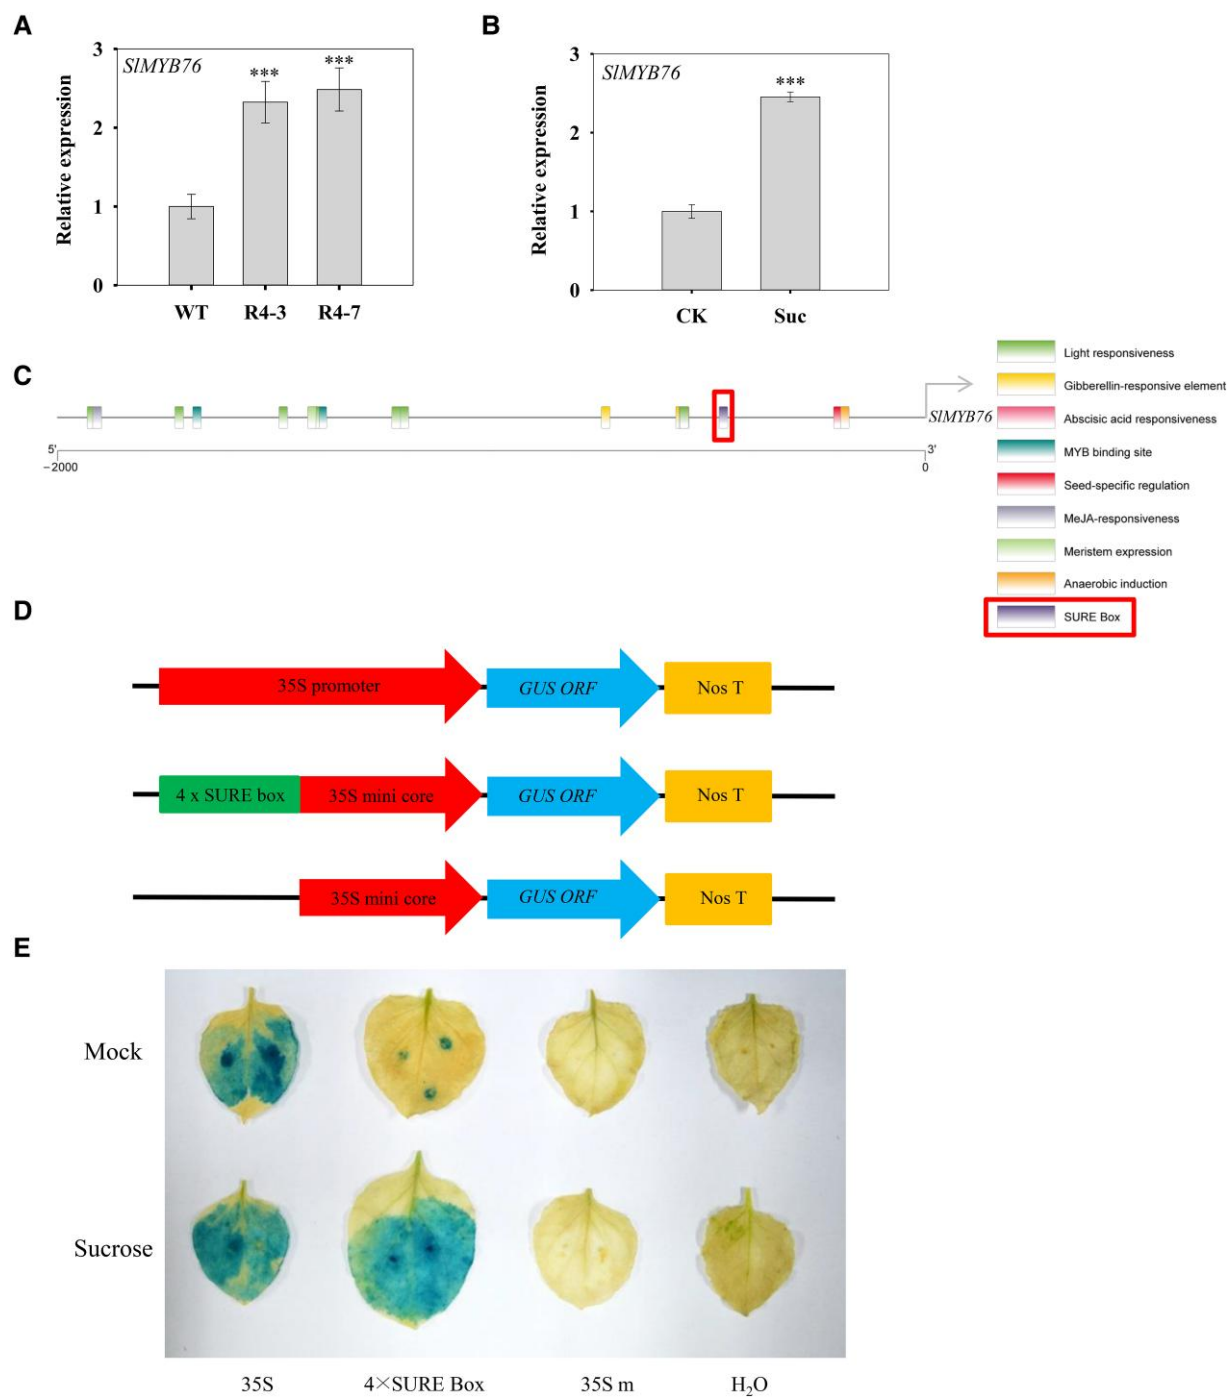 A
SlMYB76
Relative expression
3
2
1
0
***
***
WT R4-3 R4-7
B
SlMYB76
Relative expression
3
2
1
0
***
CK Suc
C
SlMYB76
5'
3'
−2000
0
Light responsiveness
Gibberellin-responsive element
Abscisic acid responsiveness
MYB binding site
Seed-specific regulation
MeJA-responsiveness
Meristem expression
Anaerobic induction
SURE Box
D
35S promoter GUS ORF Nos T
4 x SURE box 35S mini core GUS ORF Nos T
35S mini core GUS ORF Nos T
E
Mock
Sucrose
35S 4×SURE Box 35S m H₂O